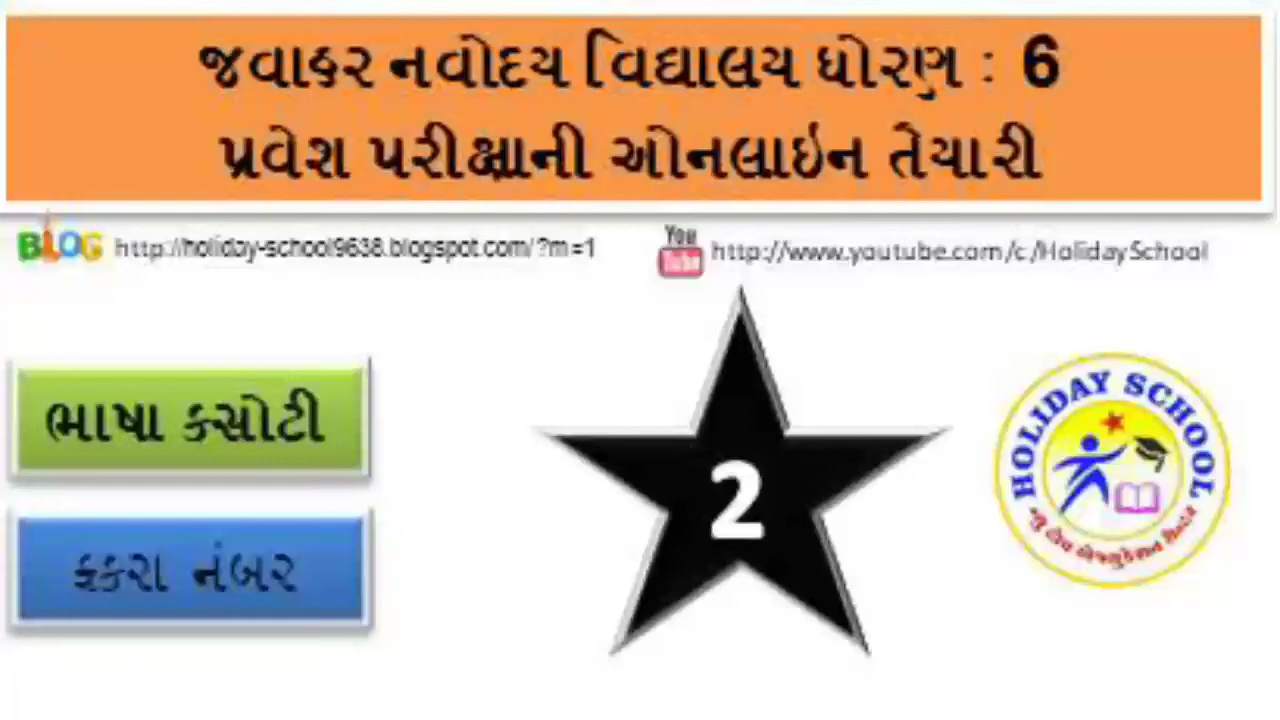 જવાહર નવોદય વિદ્યાલય ધોરણ : 6
પ્રવેશ પરીક્ષાની ઓનલાઇન તૈયારી
BLOG http://holiday-school9638.blogspot.com/?m=1
You Tube http://www.youtube.com/c/HolidaySchool
ભાષા કસોટી
ફકરા નંબર
2
HOLIDAY SCHOOL